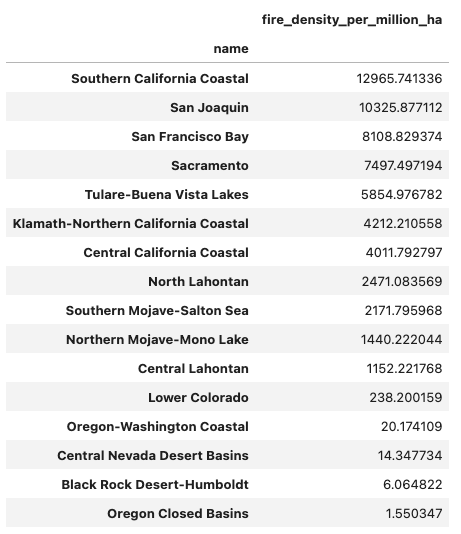 fire_density_per_million_ha
name
Southern California Coastal 12965.741336
San Joaquin 10325.877112
San Francisco Bay 8108.829374
Sacramento 7497.497194
Tulare-Buena Vista Lakes 5854.976782
Klamath-Northern California Coastal 4212.210558
Central California Coastal 4011.792797
North Lahontan 2471.083569
Southern Mojave-Salton Sea 2171.795968
Northern Mojave-Mono Lake 1440.222044
Central Lahontan 1152.221768
Lower Colorado 238.200159
Oregon-Washington Coastal 20.174109
Central Nevada Desert Basins 14.347734
Black Rock Desert-Humboldt 6.064822
Oregon Closed Basins 1.550347